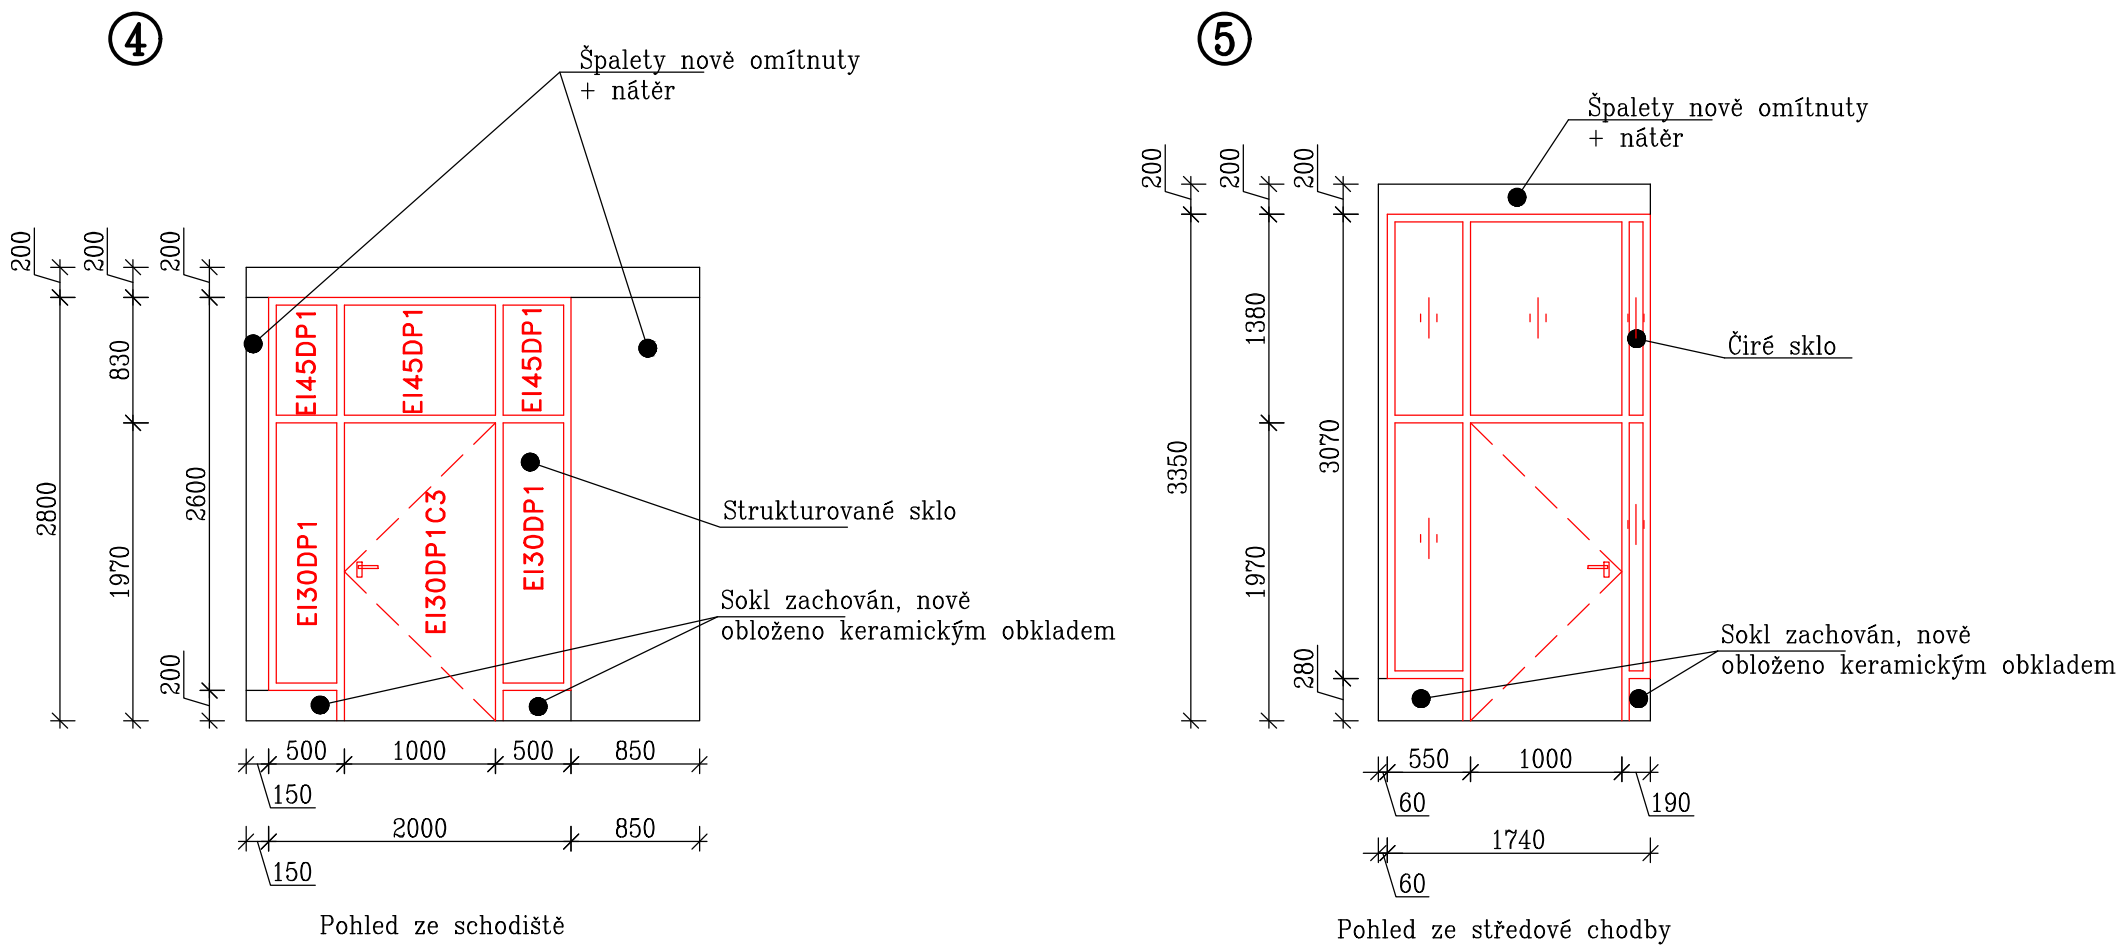 4
Špalety nově omítnuty
+ nátěr
200
200
200
2800
830
1970
2600
200
EI45DP1
EI45DP1
EI45DP1
EI30DP1
EI30DP1C3
EI30DP1
Strukturované sklo
Sokl zachován, nově
obloženo keramickým obkladem
500
1000
500
850
150
2000
850
150
Pohled ze schodiště
5
Špalety nově omítnuty
+ nátěr
200
200
200
3350
1380
1970
3070
280
Čiré sklo
Sokl zachován, nově
obloženo keramickým obkladem
550
1000
60
190
1740
60
Pohled ze středové chodby